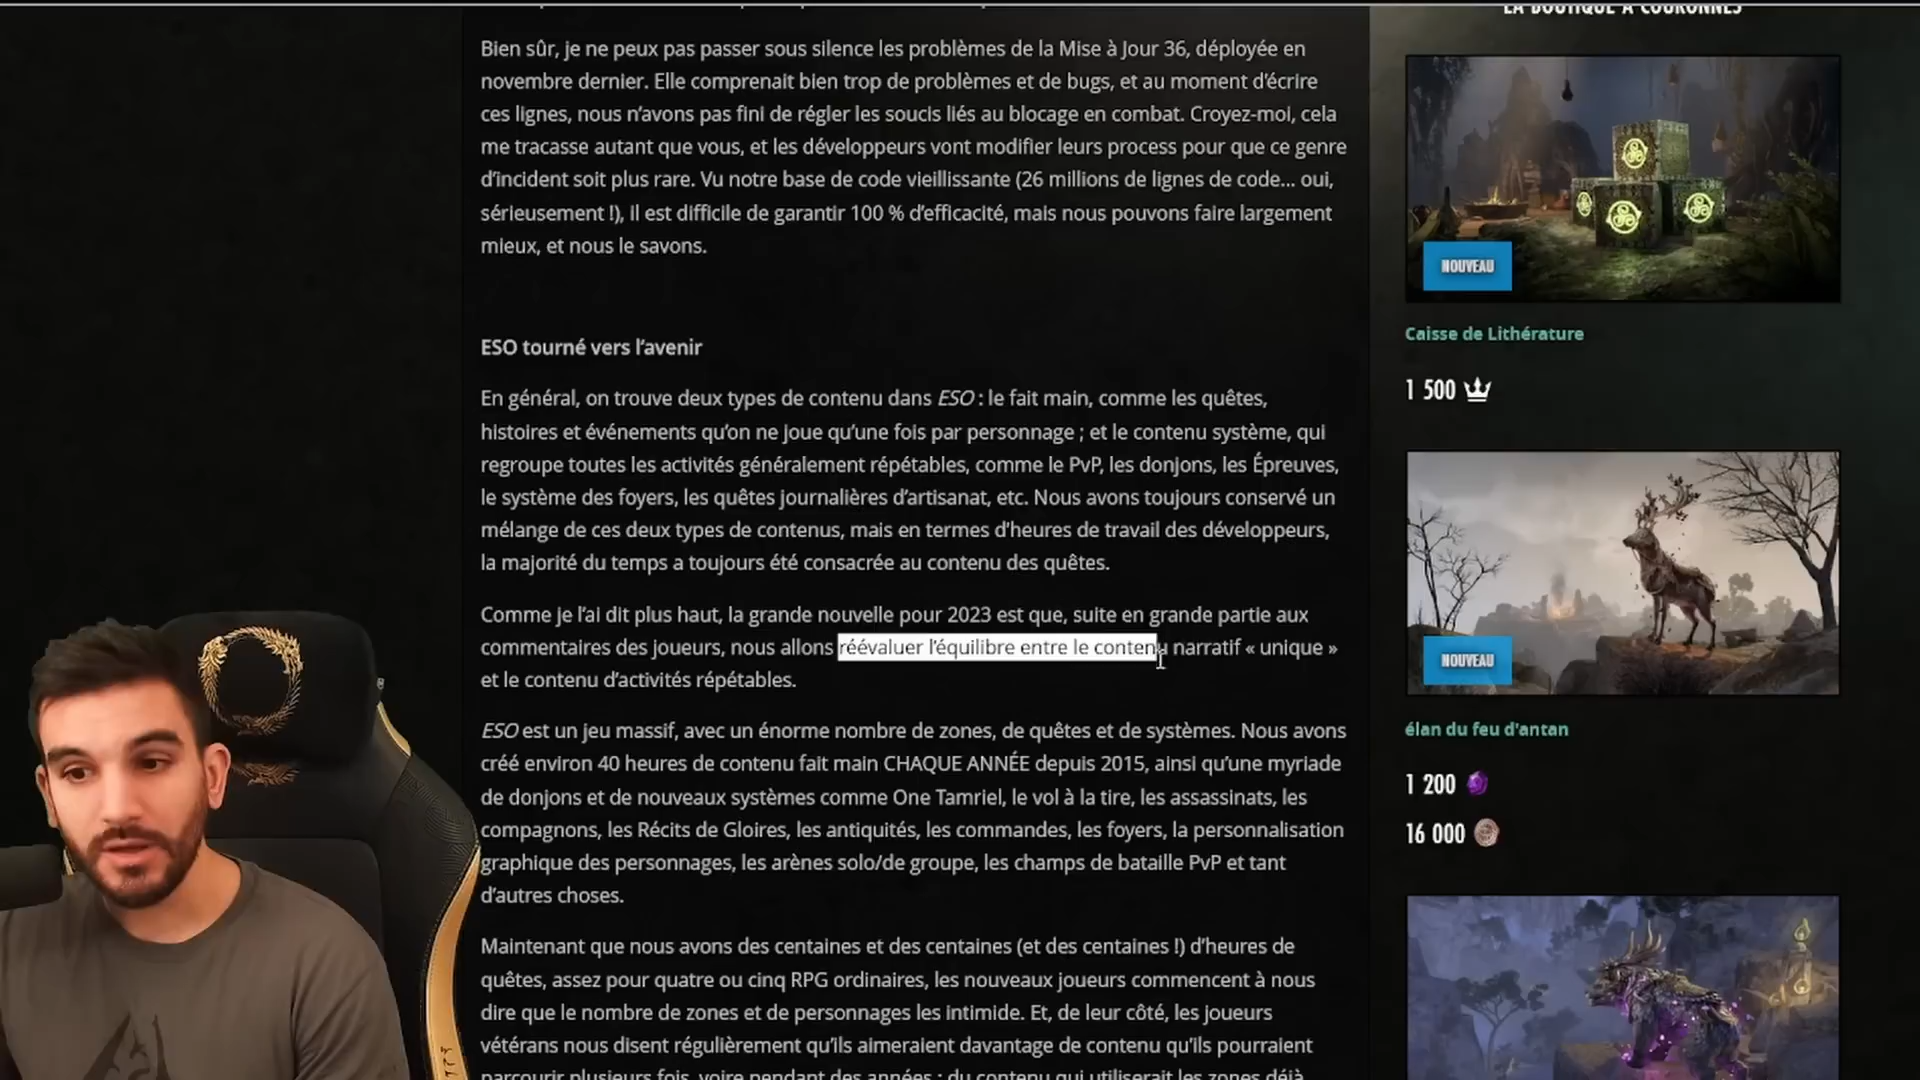 LA BOUTIQUE À COURONNES
Bien sûr, je ne peux pas passer sous silence les problèmes de la Mise à Jour 36, déployée en
novembre dernier. Elle comprenait bien trop de problèmes et de bugs, et au moment d'écrire
ces lignes, nous n'avons pas fini de régler les soucis liés au blocage en combat. Croyez-moi, cela
me tracasse autant que vous, et les développeurs vont modifier leurs process pour que ce genre
d'incident soit plus rare. Vu notre base de code vieillissante (26 millions de lignes de code... oui,
sérieusement !), il est difficile de garantir 100 % d'efficacité, mais nous pouvons faire largement
mieux, et nous le savons.
ESO tourné vers l'avenir
En général, on trouve deux types de contenu dans ESO : le fait main, comme les quêtes,
histoires et événements qu'on ne joue qu'une fois par personnage ; et le contenu système, qui
regroupe toutes les activités généralement répétables, comme le PvP, les donjons, les Épreuves,
le système des foyers, les quêtes journalières d'artisanat, etc. Nous avons toujours conservé un
mélange de ces deux types de contenus, mais en termes d'heures de travail des développeurs,
la majorité du temps a toujours été consacrée au contenu des quêtes.
Comme je l'ai dit plus haut, la grande nouvelle pour 2023 est que, suite en grande partie aux
commentaires des joueurs, nous allons réévaluer l'équilibre entre le contenu narratif « unique »
et le contenu d'activités répétables.
ESO est un jeu massif, avec un énorme nombre de zones, de quêtes et de systèmes. Nous avons
créé environ 40 heures de contenu fait main CHAQUE ANNÉE depuis 2015, ainsi qu'une myriade
de donjons et de nouveaux systèmes comme One Tamriel, le vol à la tire, les assassinats, les
compagnons, les Récits de Gloires, les antiquités, les commandes, les foyers, la personnalisation
graphique des personnages, les arènes solo/de groupe, les champs de bataille PvP et tant
d'autres choses.
Maintenant que nous avons des centaines et des centaines (et des centaines !) d'heures de
quêtes, assez pour quatre ou cinq RPG ordinaires, les nouveaux joueurs commencent à nous
dire que le nombre de zones et de personnages les intimide. Et, de leur côté, les joueurs
vétérans nous disent régulièrement qu'ils aimeraient davantage de contenu qu'ils pourraient
parcourir plusieurs fois, voire pendant des années : du contenu qui utiliserait les zones déjà
NOUVEAU
Caisse de Lithérature
1 500
NOUVEAU
élan du feu d'antan
1 200
16 000